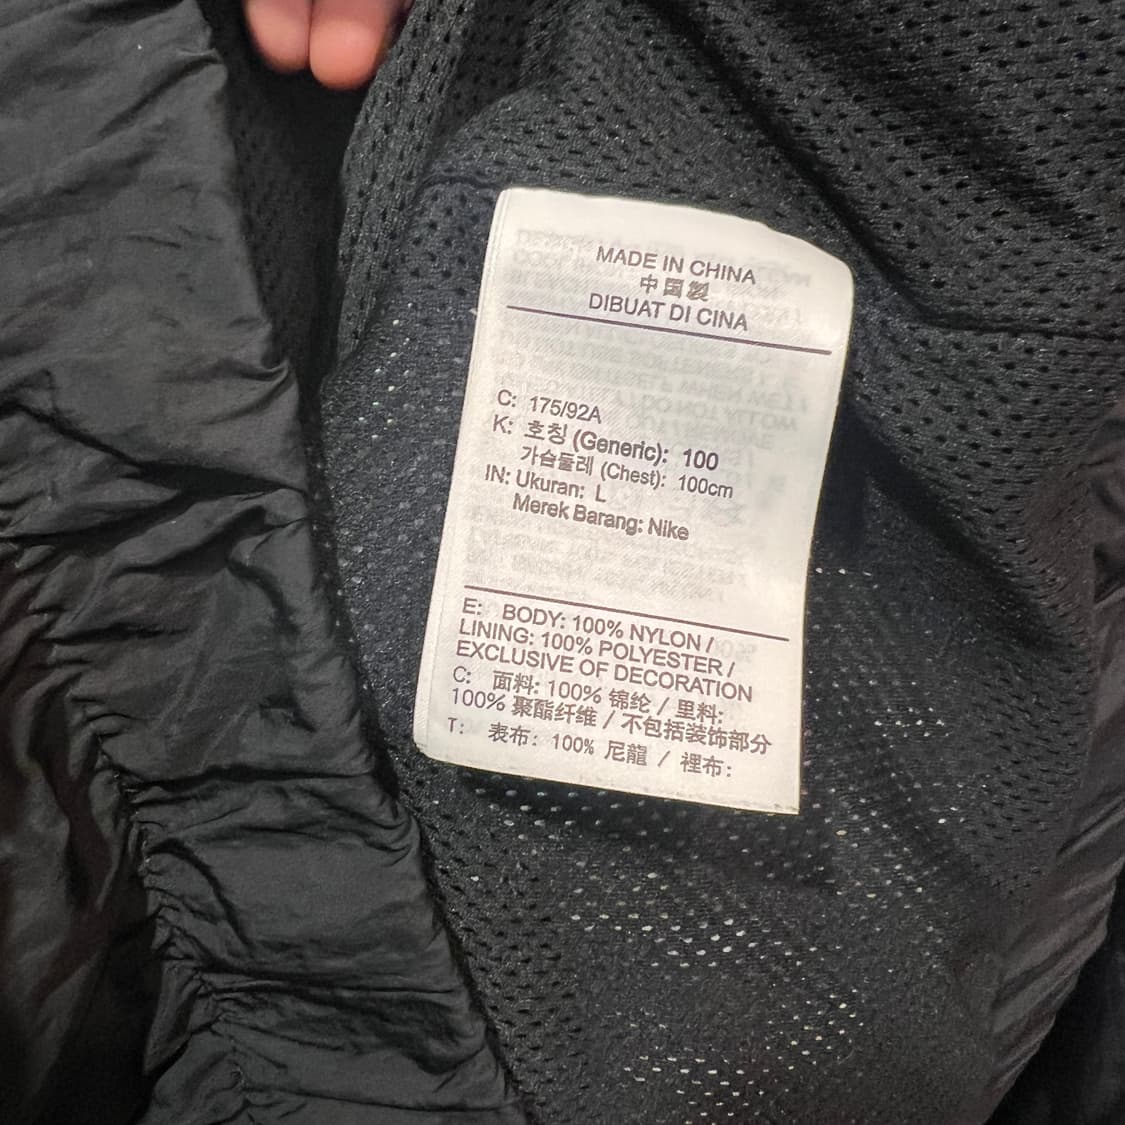 MADE IN CHINA
中国製
DIBUAT DI CINA
C: 175/92A
K: 호칭 (Generic): 100
가슴둘레 (Chest): 100cm
IN: Ukuran: L
Merek Barang: Nike
E: BODY: 100% NYLON /
LINING: 100% POLYESTER /
EXCLUSIVE OF DECORATION
C: 面料: 100% 锦纶 / 里料:
100% 聚酯纤维 / 不包括装饰部分
T: 表布: 100% 尼龍 / 裡布: